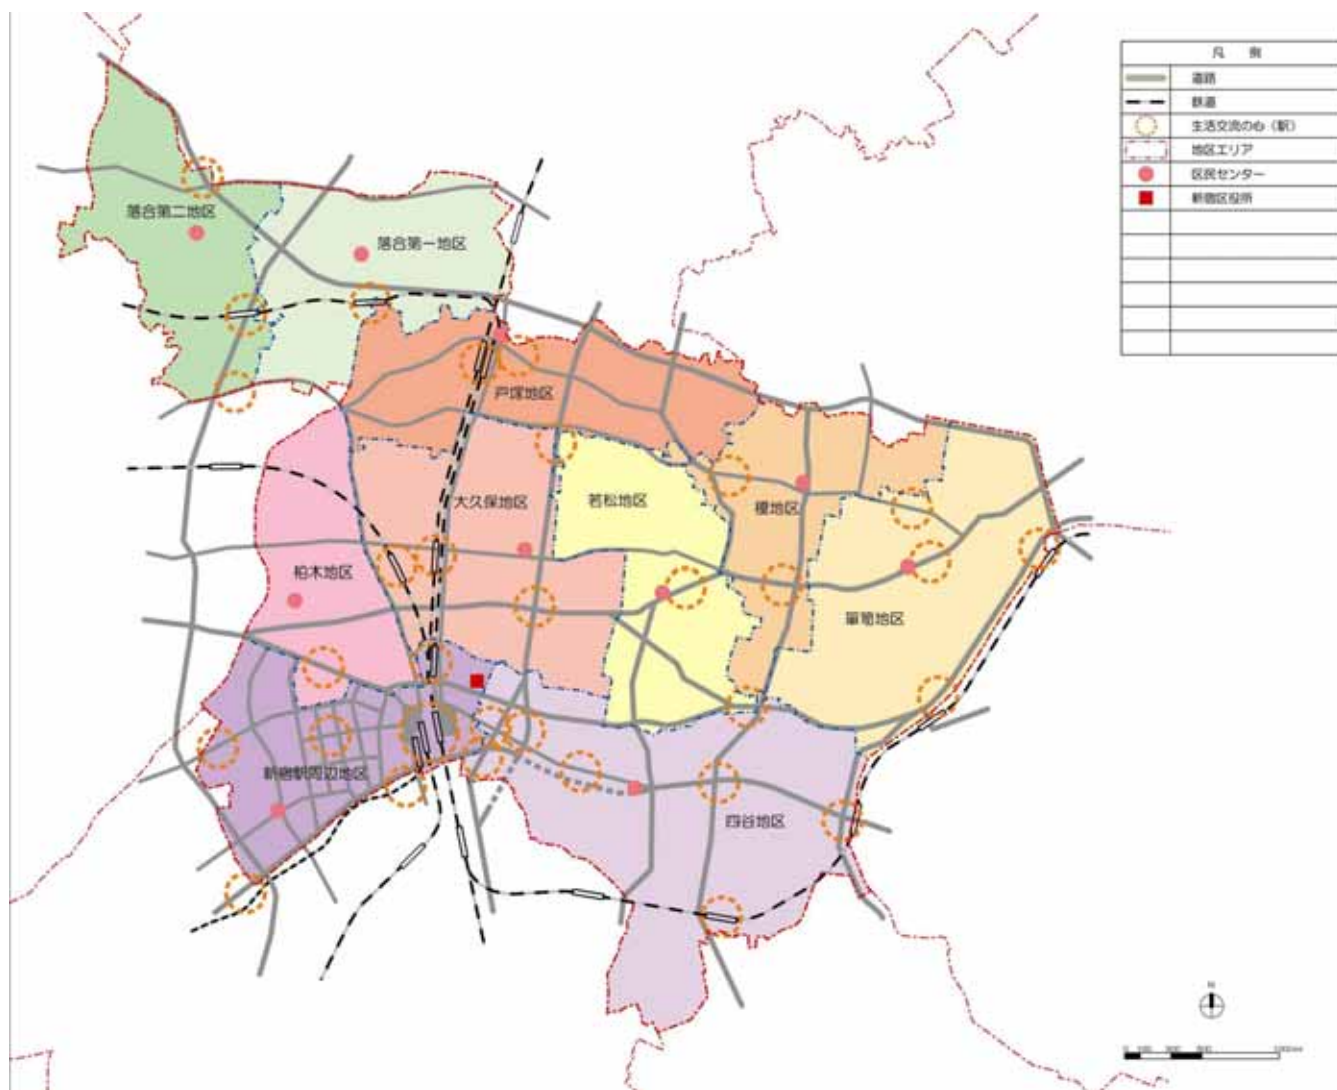 凡 例
道路
鉄道
生活交流の心（駅）
地区エリア
区民センター
新宿区役所
落合第二地区
落合第一地区
戸塚地区
大久保地区
若松地区
榎地区
柏木地区
箪笥地区
新宿駅周辺地区
四谷地区
N
0